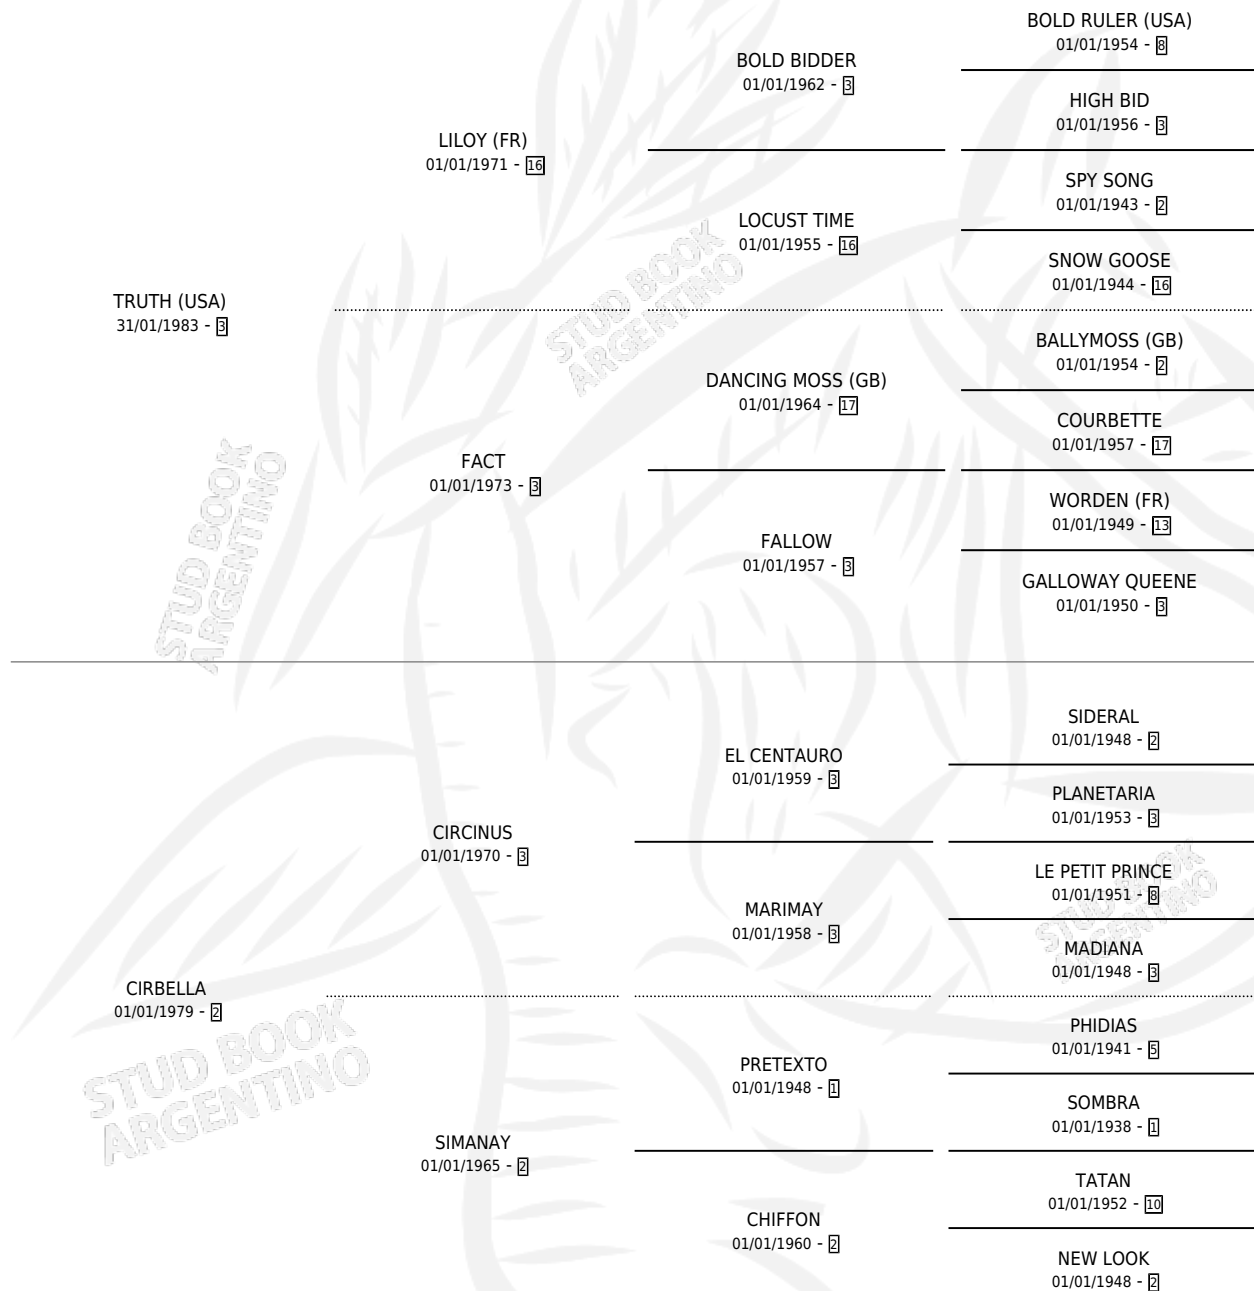 BOLD RULER (USA)
01/01/1954 - 8
BOLD BIDDER
01/01/1962 - 3
HIGH BID
01/01/1956 - 3
LILOY (FR)
01/01/1971 - 16
SPY SONG
01/01/1943 - 2
LOCUST TIME
01/01/1955 - 16
SNOW GOOSE
01/01/1944 - 16
TRUTH (USA)
31/01/1983 - 3
BALLYMOSS (GB)
01/01/1954 - 2
DANCING MOSS (GB)
01/01/1964 - 17
COURBETTE
01/01/1957 - 17
FACT
01/01/1973 - 3
WORDEN (FR)
01/01/1949 - 13
FALLOW
01/01/1957 - 3
GALLOWAY QUEENE
01/01/1950 - 3
SIDERAL
01/01/1948 - 2
EL CENTAURO
01/01/1959 - 3
PLANETARIA
01/01/1953 - 3
CIRCINUS
01/01/1970 - 3
LE PETIT PRINCE
01/01/1951 - 8
MARIMAY
01/01/1958 - 3
MADIANA
01/01/1948 - 3
CIRBELLA
01/01/1979 - 2
PHIDIAS
01/01/1941 - 5
PRETEXTO
01/01/1948 - 1
SOMBRA
01/01/1938 - 1
SIMANAY
01/01/1965 - 2
TATAN
01/01/1952 - 10
CHIFFON
01/01/1960 - 2
NEW LOOK
01/01/1948 - 2
STUD BOOK
ARGENTINO
STUD BOOK
ARGENTINO
STUD BOOK
ARGENTINO
STUD BOOK
ARGENTINO